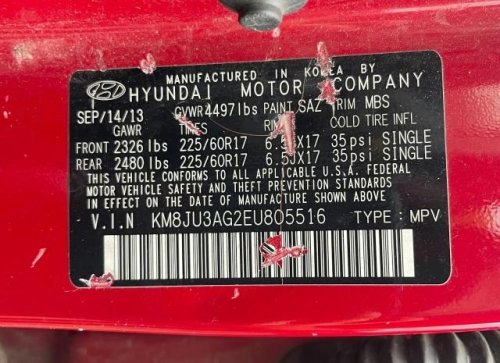 MANUFACTURED IN KOREA BY
HYUNDAI MOTOR COMPANY
SEP/14/13 GVWR 4497lbs PAINT SAZ TRIM MBS
GAWR COLD TIRE INFL
FRONT 2326 lbs 225/60R17 35psi SINGLE
REAR 2480 lbs 225/60R17 6.5JX17 35psi SINGLE
THIS VEHICLE CONFORMS TO ALL APPLICABLE U.S.A. FEDERAL
MOTOR VEHICLE SAFETY AND THEFT PREVENTION STANDARDS
IN EFFECT ON THE DATE OF MANUFACTURE SHOWN ABOVE
V.I.N KM8JU3AG2EU805516 TYPE : MPV